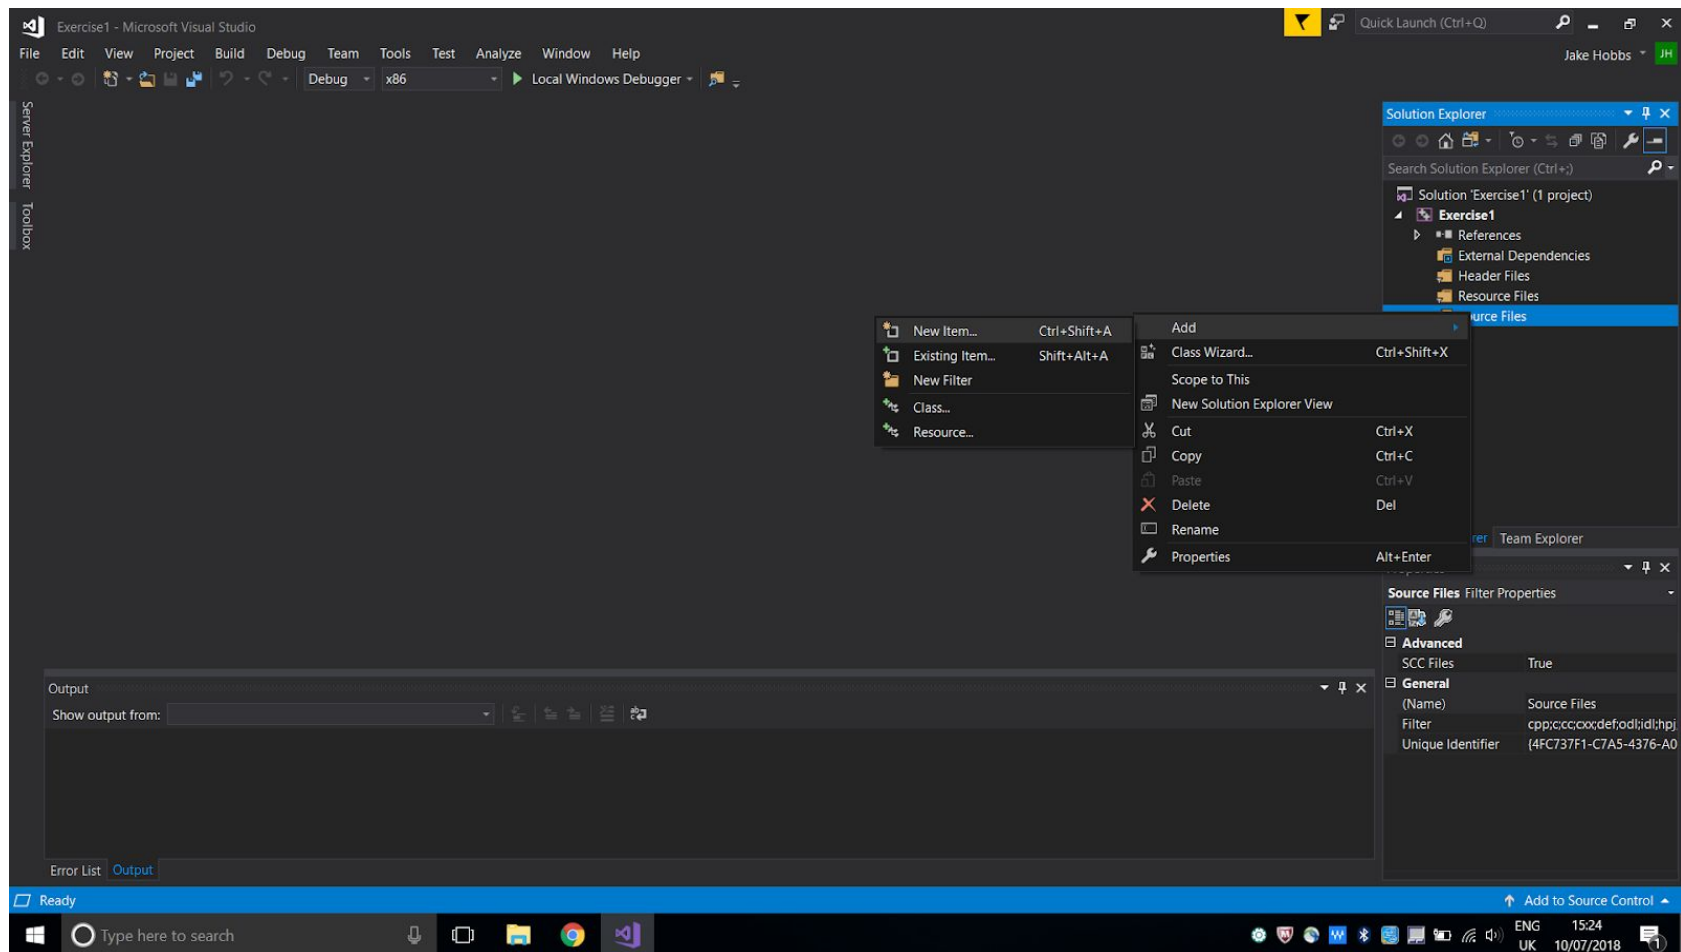 Exercise1 - Microsoft Visual Studio
Quick Launch (Ctrl+Q)
File Edit View Project Build Debug Team Tools Test Analyze Window Help
Jake Hobbs JH
Debug x86 Local Windows Debugger
Server Explorer
Toolbox
Solution Explorer
Search Solution Explorer (Ctrl+;)
Solution 'Exercise1' (1 project)
Exercise1
References
External Dependencies
Header Files
Resource Files
urce Files
New Item... Ctrl+Shift+A
Existing Item... Shift+Alt+A
New Filter
Class...
Resource...
Add
Class Wizard... Ctrl+Shift+X
Scope to This
New Solution Explorer View
Cut Ctrl+X
Copy Ctrl+C
Paste Ctrl+V
Delete Del
Rename
Properties Alt+Enter
rer Team Explorer
Source Files Filter Properties
Advanced
SCC Files True
General
(Name) Source Files
Filter cpp;c;cc;cxx;def;odl;idl;hpj
Unique Identifier {4FC737F1-C7A5-4376-A0
Output
Show output from:
Error List Output
Ready
Add to Source Control
Type here to search
ENG 15:24
UK 10/07/2018